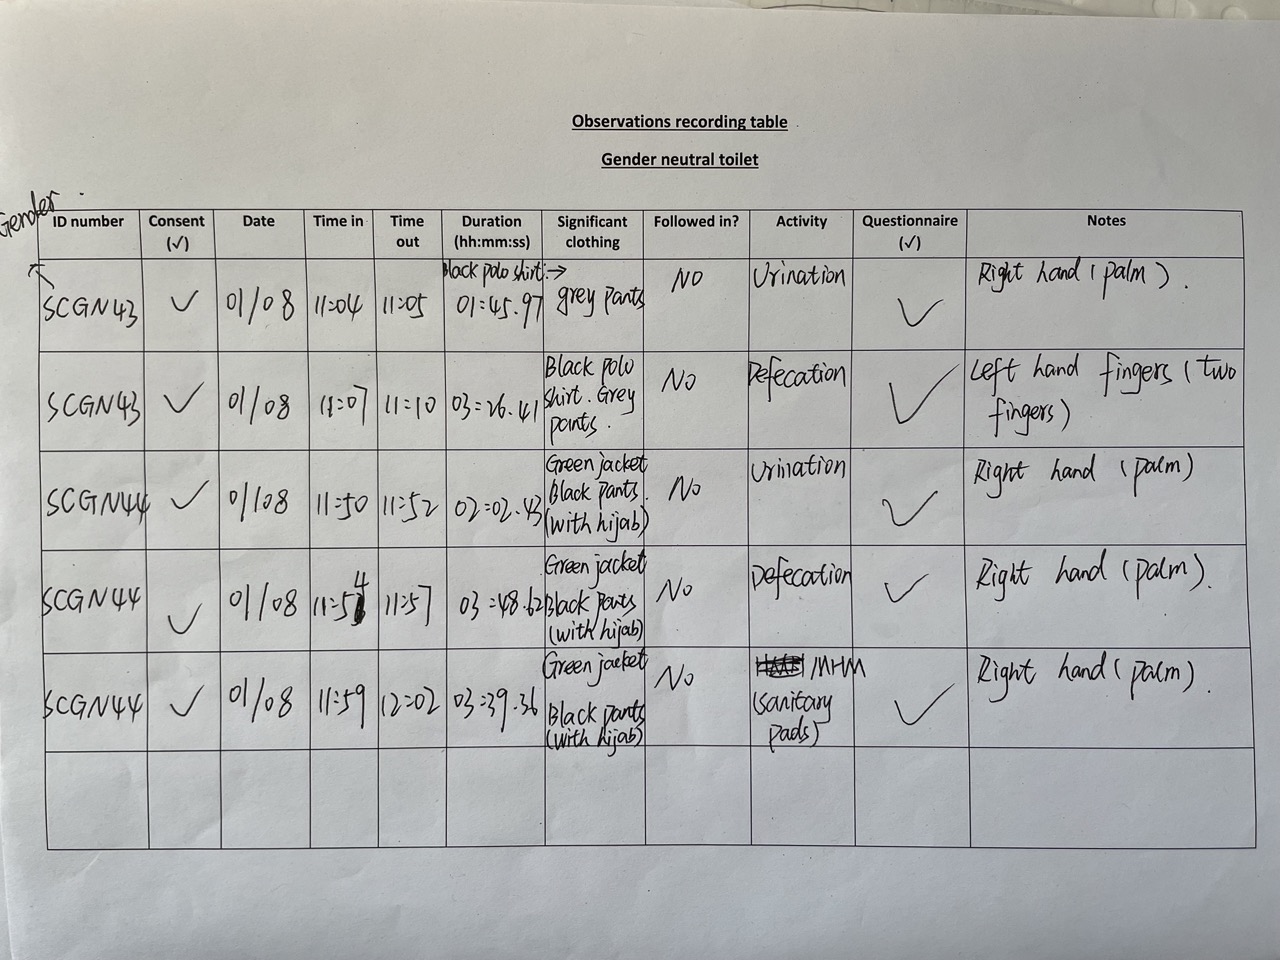 Observations recording table
Gender neutral toilet
Gender
ID number Consent (✓) Date Time in Time out Duration (hh:mm:ss) Significant clothing Followed in? Activity Questionnaire (✓) Notes
SCGN43 ✓ 01/08 11:04 11:05 01:45.97 Black polo shirt. → grey pants NO Urination ✓ Right hand (palm).
SCGN43 ✓ 01/08 11:07 11:10 03:26.41 Black polo shirt. Grey pants. No Defecation ✓ Left hand fingers (two fingers)
SCGN44 ✓ 01/08 11:50 11:52 02:02.43 Green jacket Black pants. (with hijab) No Urination ✓ Right hand (palm)
SCGN44 ✓ 01/08 11:54 11:57 03:48.62 Green jacket Black pants (with hijab) No Defecation ✓ Right hand (palm).
SCGN44 ✓ 01/08 11:59 12:02 03:39.36 Green jacket Black pants (with hijab) No MHM (sanitary pads) ✓ Right hand (palm).